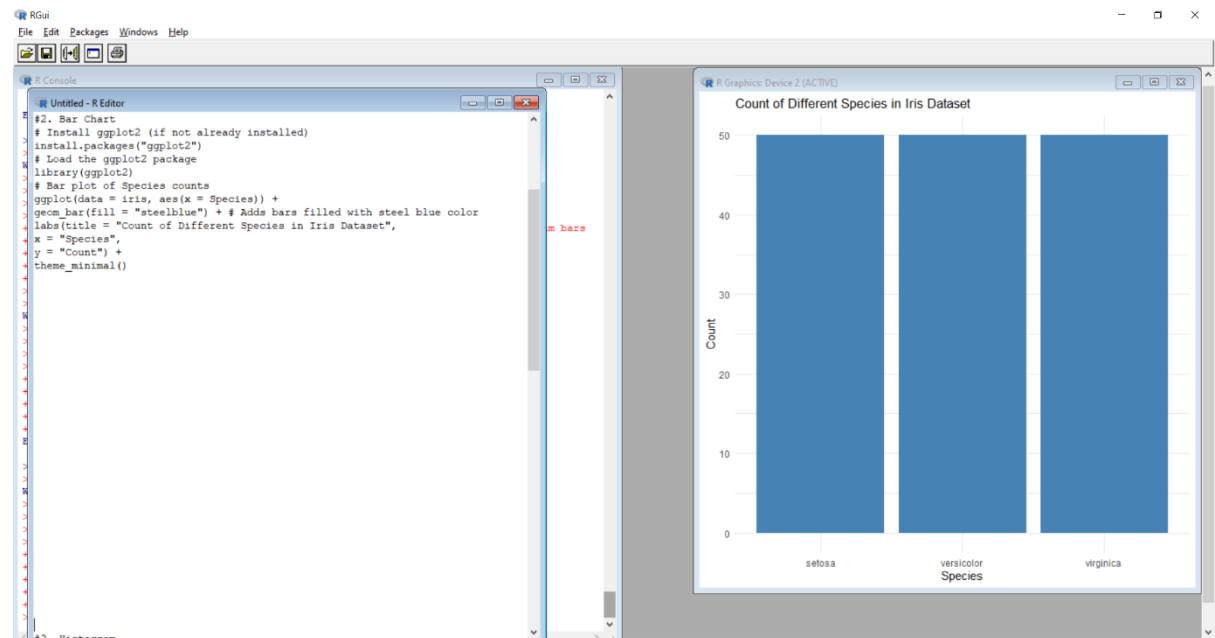 RGui
File Edit Packages Windows Help
R Console
Untitled - R Editor
#2. Bar Chart
# Install ggplot2 (if not already installed)
install.packages("ggplot2")
# Load the ggplot2 package
library(ggplot2)
# Bar plot of Species counts
ggplot(data = iris, aes(x = Species)) +
geom_bar(fill = "steelblue") + # Adds bars filled with steel blue color
labs(title = "Count of Different Species in Iris Dataset",
x = "Species",
y = "Count") +
theme_minimal()
bars
R Graphics: Device 2 (ACTIVE)
Count of Different Species in Iris Dataset
50
40
30
20
10
0
Count
setosa versicolor virginica
Species